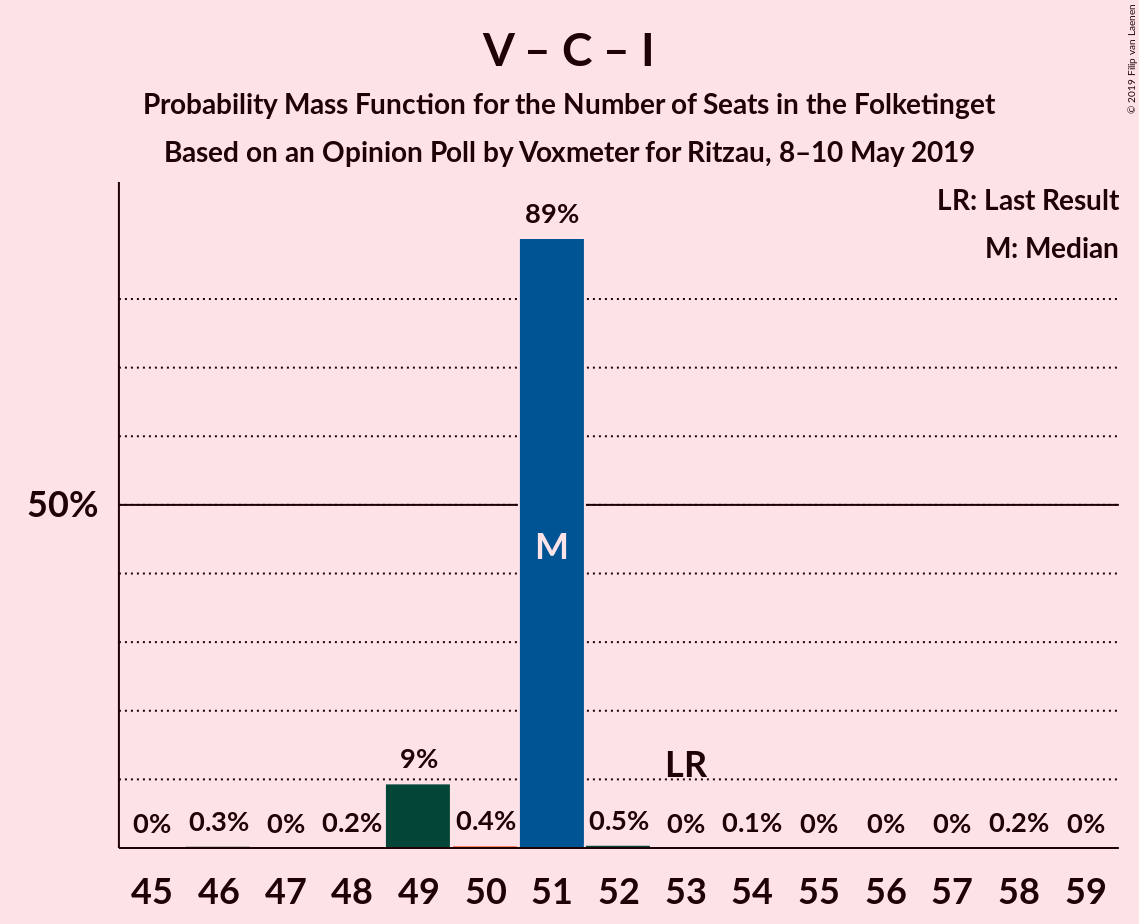 V – C – I
Probability Mass Function for the Number of Seats in the Folketinget
Based on an Opinion Poll by Voxmeter for Ritzau, 8–10 May 2019
© 2019 Filip van Laenen
LR: Last Result
M: Median
89%
50%
M
9%
LR
0% 0.3% 0% 0.2% 0.4% 0.5% 0% 0.1% 0% 0% 0% 0.2% 0%
45 46 47 48 49 50 51 52 53 54 55 56 57 58 59